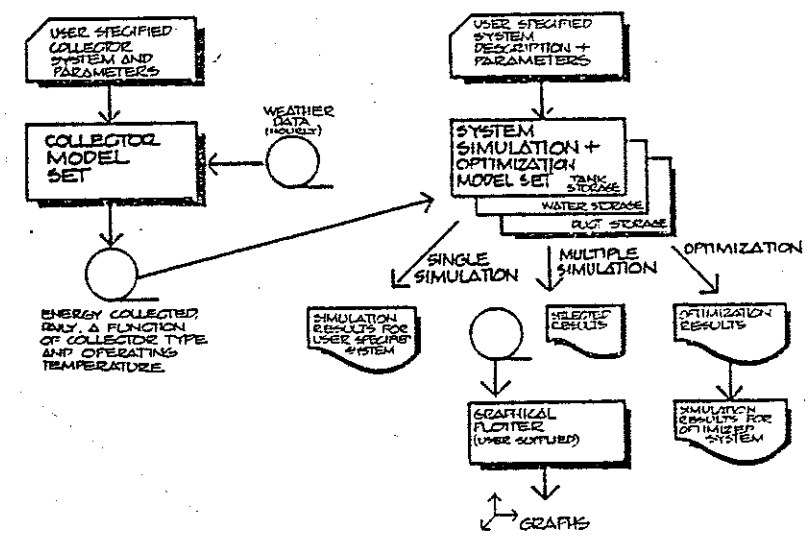 USER SPECIFIED
COLLECTOR
SYSTEM AND
PARAMETERS
COLLECTOR
MODEL
SET
WEATHER
DATA
(HOURLY)
ENERGY COLLECTED,
DAILY. A FUNCTION
OF COLLECTOR TYPE
AND OPERATING
TEMPERATURE.
USER SPECIFIED
SYSTEM
DESCRIPTION +
PARAMETERS
SYSTEM
SIMULATION +
OPTIMIZATION
MODEL SET
TANK
STORAGE
WATER STORAGE
DUCT STORAGE
SINGLE
SIMULATION
MULTIPLE
SIMULATION
OPTIMIZATION
SIMULATION
RESULTS FOR
USER SPECIFIED
SYSTEM
SELECTED
RESULTS
OPTIMIZATION
RESULTS
GRAPHICAL
PLOTTER
(USER SUPPLIED)
SIMULATION
RESULTS FOR
OPTIMIZED
SYSTEM
GRAPHS